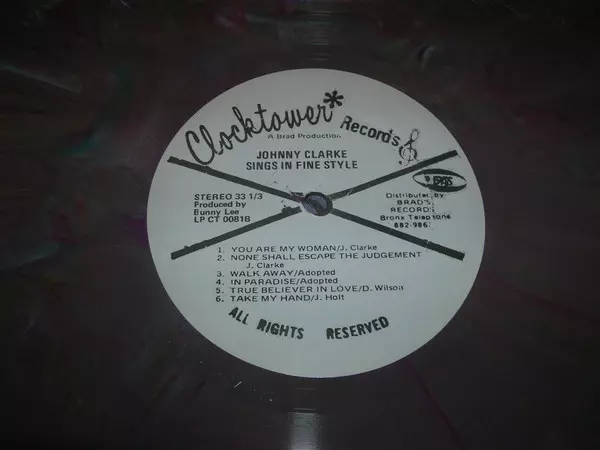 Clocktower* Records
A Brad Production
JOHNNY CLARKE
SINGS IN FINE STYLE
STEREO 33 1/3
Produced by
Bunny Lee
LP CT 0081B
Distributer by
BRAD'S
RECORDS
Bronx Telephone
882-986
1. YOU ARE MY WOMAN/J. Clarke
2. NONE SHALL ESCAPE THE JUDGEMENT
J. Clarke
3. WALK AWAY/Adopted
4. IN PARADISE/Adopted
5. TRUE BELIEVER IN LOVE/D. Wilson
6. TAKE MY HAND/J. Holt
ALL RIGHTS RESERVED